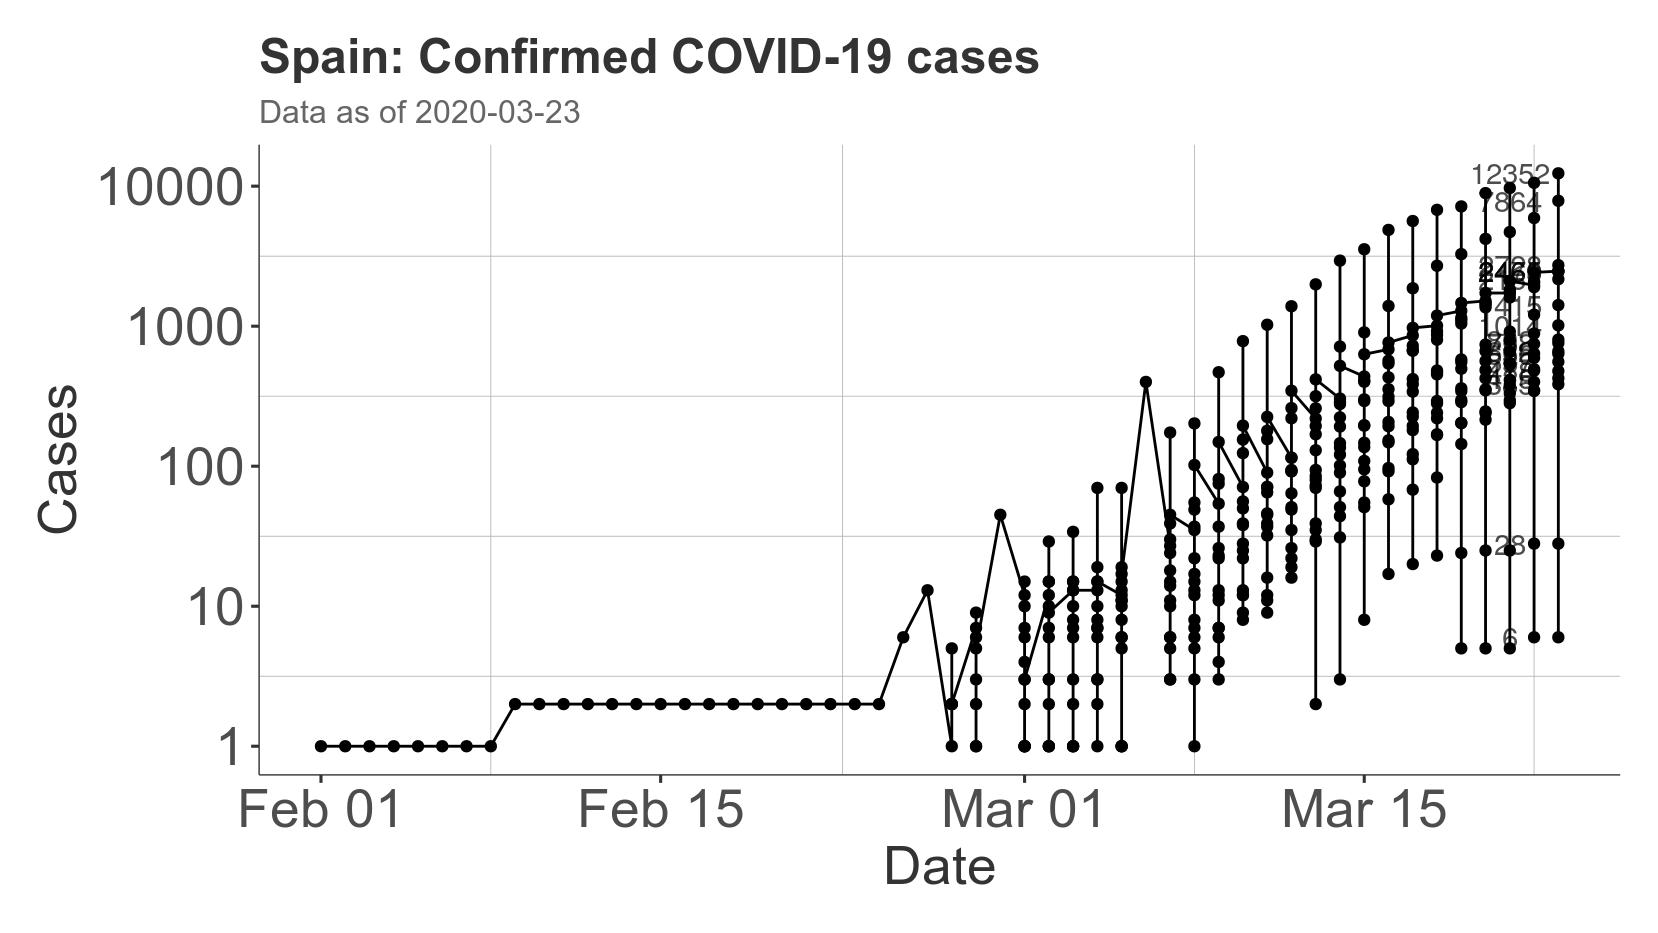 Spain: Confirmed COVID-19 cases
Data as of 2020-03-23
10000
1000
100
10
1
Cases
12352
7864
28
6
Feb 01
Feb 15
Mar 01
Mar 15
Date